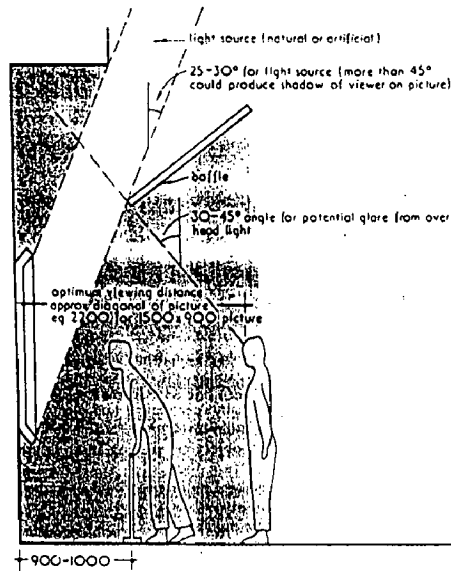 light source (natural or artificial)
25-30° for light source (more than 45°
could produce shadow of viewer on picture)
baffle
30-45° angle for potential glare from over
head light
optimum viewing distance
approx diagonal of picture
eg 2200 for 1500 x 900 picture
900-1000